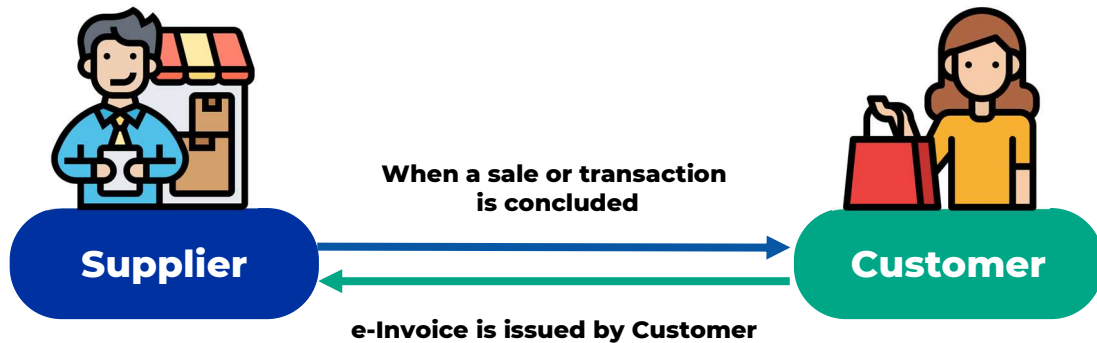 When a sale or transaction
is concluded
Supplier
Customer
e-Invoice is issued by Customer